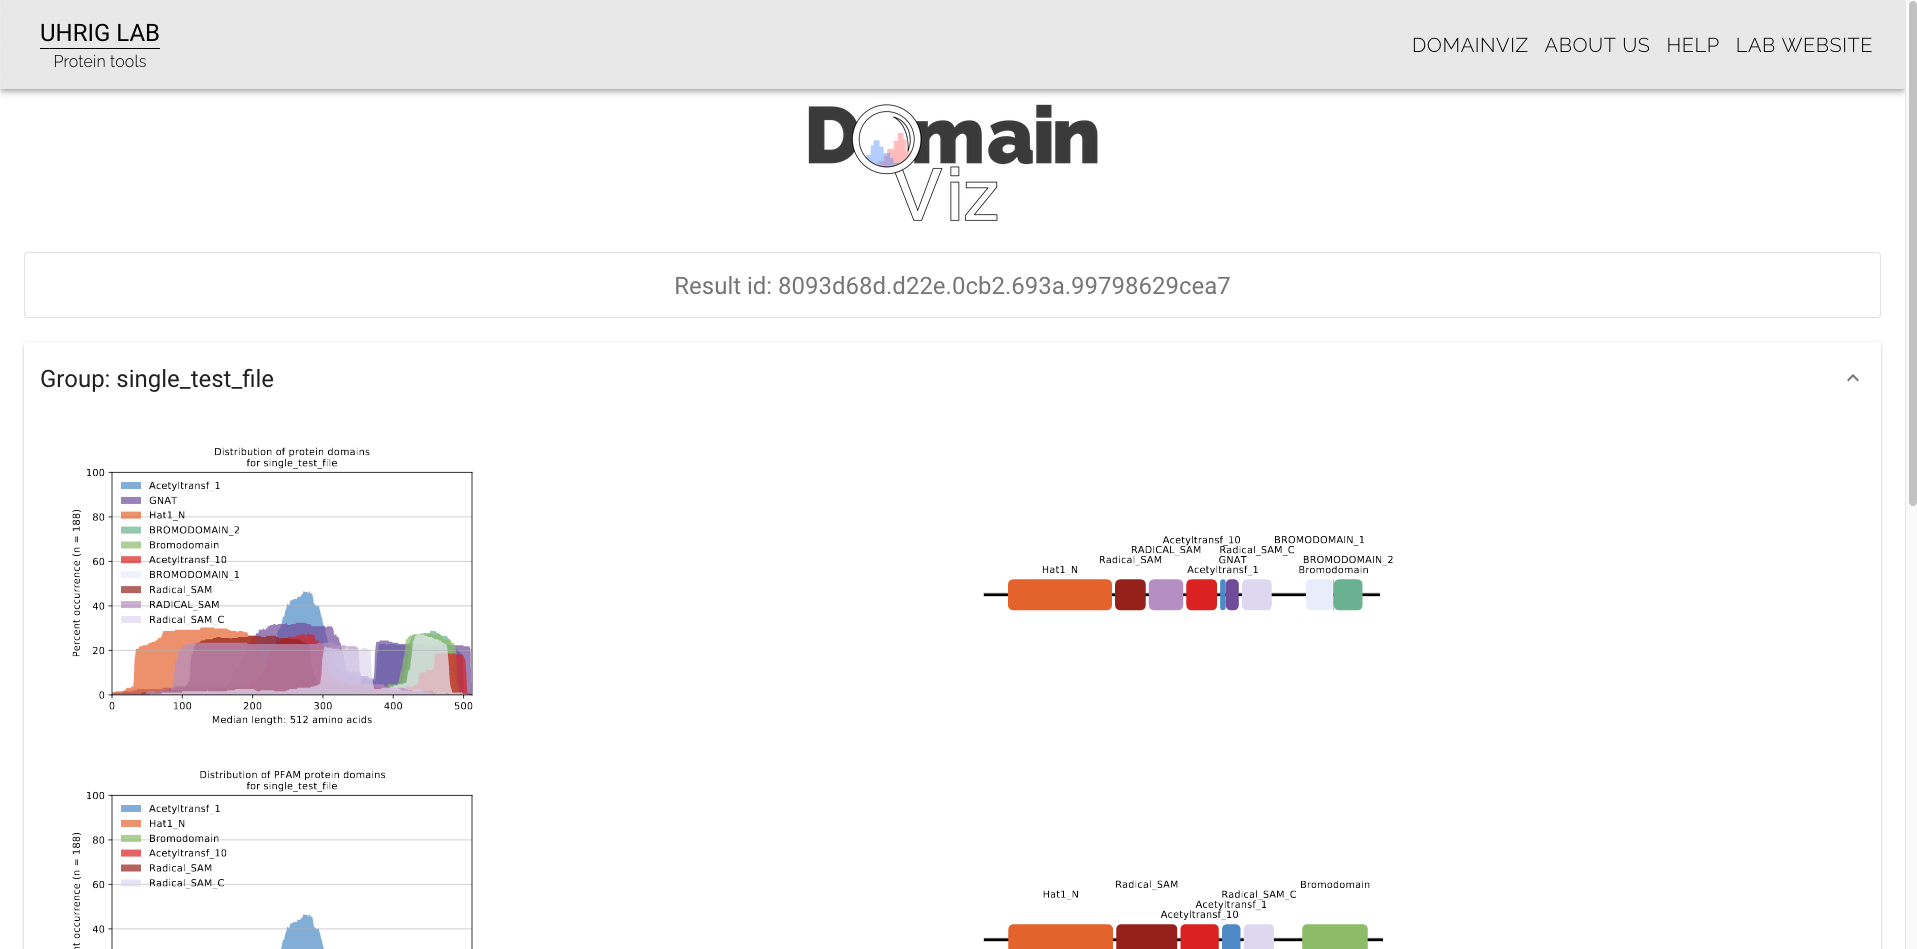 UHRIG LAB
Protein tools
DOMAINVIZ ABOUT US HELP LAB WEBSITE
Domain
Viz
Result id: 8093d68d.d22e.0cb2.693a.99798629cea7
Group: single_test_file
Distribution of protein domains
for single_test_file
Percent occurrence (n = 188)
100
80
60
40
20
0
Acetyltransf_1
GNAT
Hat1_N
BROMODOMAIN_2
Bromodomain
Acetyltransf_10
BROMODOMAIN_1
Radical_SAM
RADICAL_SAM
Radical_SAM_C
0 100 200 300 400 500
Median length: 512 amino acids
Acetyltransf_10 BROMODOMAIN_1
RADICAL_SAM Radical_SAM_C
Radical_SAM GNAT BROMODOMAIN_2
Hat1_N Acetyltransf_1 Bromodomain
Distribution of PFAM protein domains
for single_test_file
nt occurrence (n = 188)
100
80
60
40
Acetyltransf_1
Hat1_N
Bromodomain
Acetyltransf_10
Radical_SAM
Radical_SAM_C
Radical_SAM Bromodomain
Hat1_N Radical_SAM_C
Acetyltransf_1
Acetyltransf_10